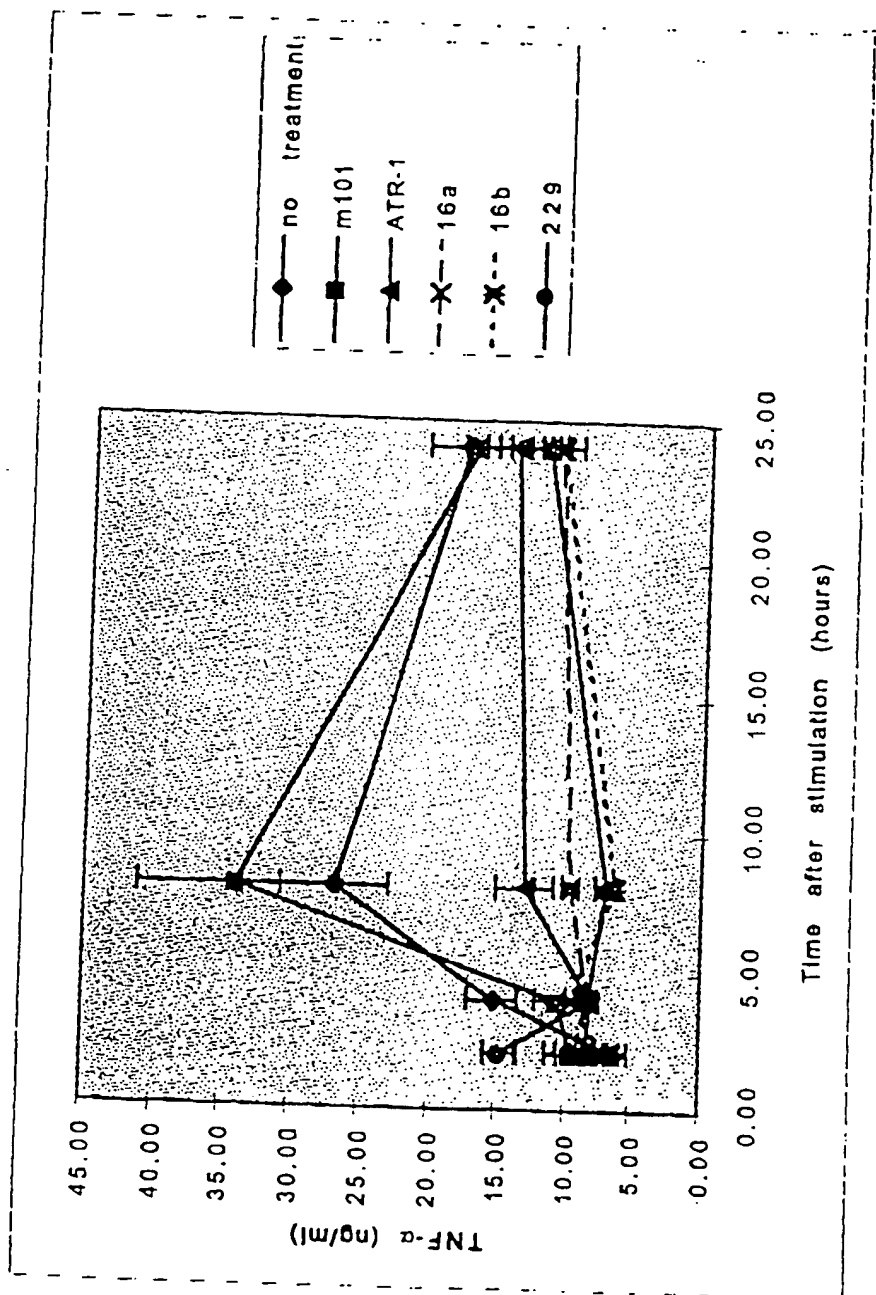 TNF-α (ng/ml)
45.00
40.00
35.00
30.00
25.00
20.00
15.00
10.00
5.00
0.00
0.00
5.00
10.00
15.00
20.00
25.00
Time after stimulation (hours)
no treatment
m101
ATR-1
16a
16b
229